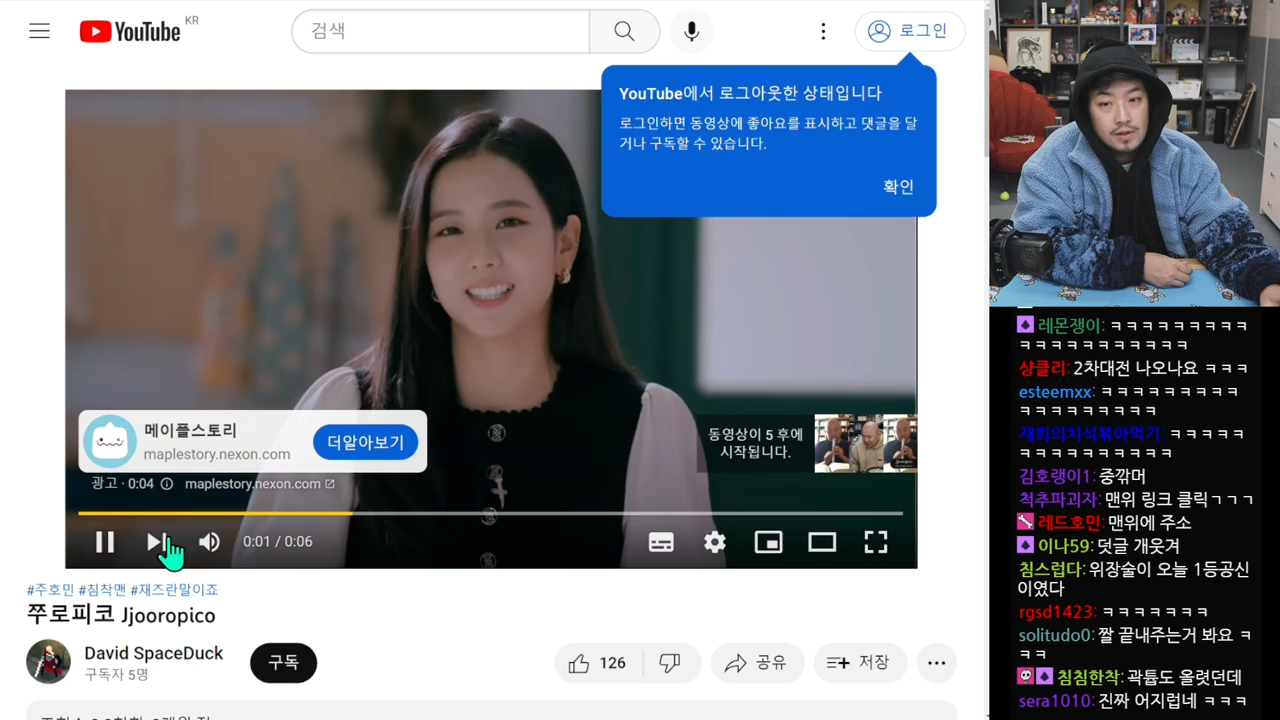 YouTube KR
검색
로그인
YouTube에서 로그아웃한 상태입니다
로그인하면 동영상에 좋아요를 표시하고 댓글을 달
거나 구독할 수 있습니다.
확인
메이플스토리
maplestory.nexon.com
더알아보기
동영상이 5 후에
시작됩니다.
광고 · 0:04 maplestory.nexon.com
0:01 / 0:06
#주호민 #침착맨 #재즈란말이죠
쭈로피코 Jjooropico
David SpaceDuck
구독자 5명
구독
126
공유
저장
레몬쟁이: ㅋㅋㅋㅋㅋㅋㅋㅋㅋ
ㅋㅋㅋㅋㅋㅋㅋㅋㅋㅋㅋ
샹클리: 2차대전 나오나요 ㅋㅋㅋ
esteemxx: ㅋㅋㅋㅋㅋㅋㅋㅋㅋ
ㅋㅋㅋㅋㅋㅋㅋㅋㅋ
재희의치석볶아먹기: ㅋㅋㅋㅋㅋ
ㅋㅋㅋㅋㅋㅋㅋㅋㅋㅋ
김호랭이1: 중깎머
척추파괴자: 맨위 링크 클릭ㄱㄱㄱ
레드호민: 맨위에 주소
이나59: 덧글 개웃겨
침스럽다: 위장술이 오늘 1등공신
이였다
rgsd1423: ㅋㅋㅋㅋㅋㅋㅋ
solitudo0: 짤 끝내주는거 봐요 ㅋ
ㅋㅋ
침침한착: 곽튭도 올렷던데
sera1010: 진짜 어지럽네 ㅋㅋㅋ